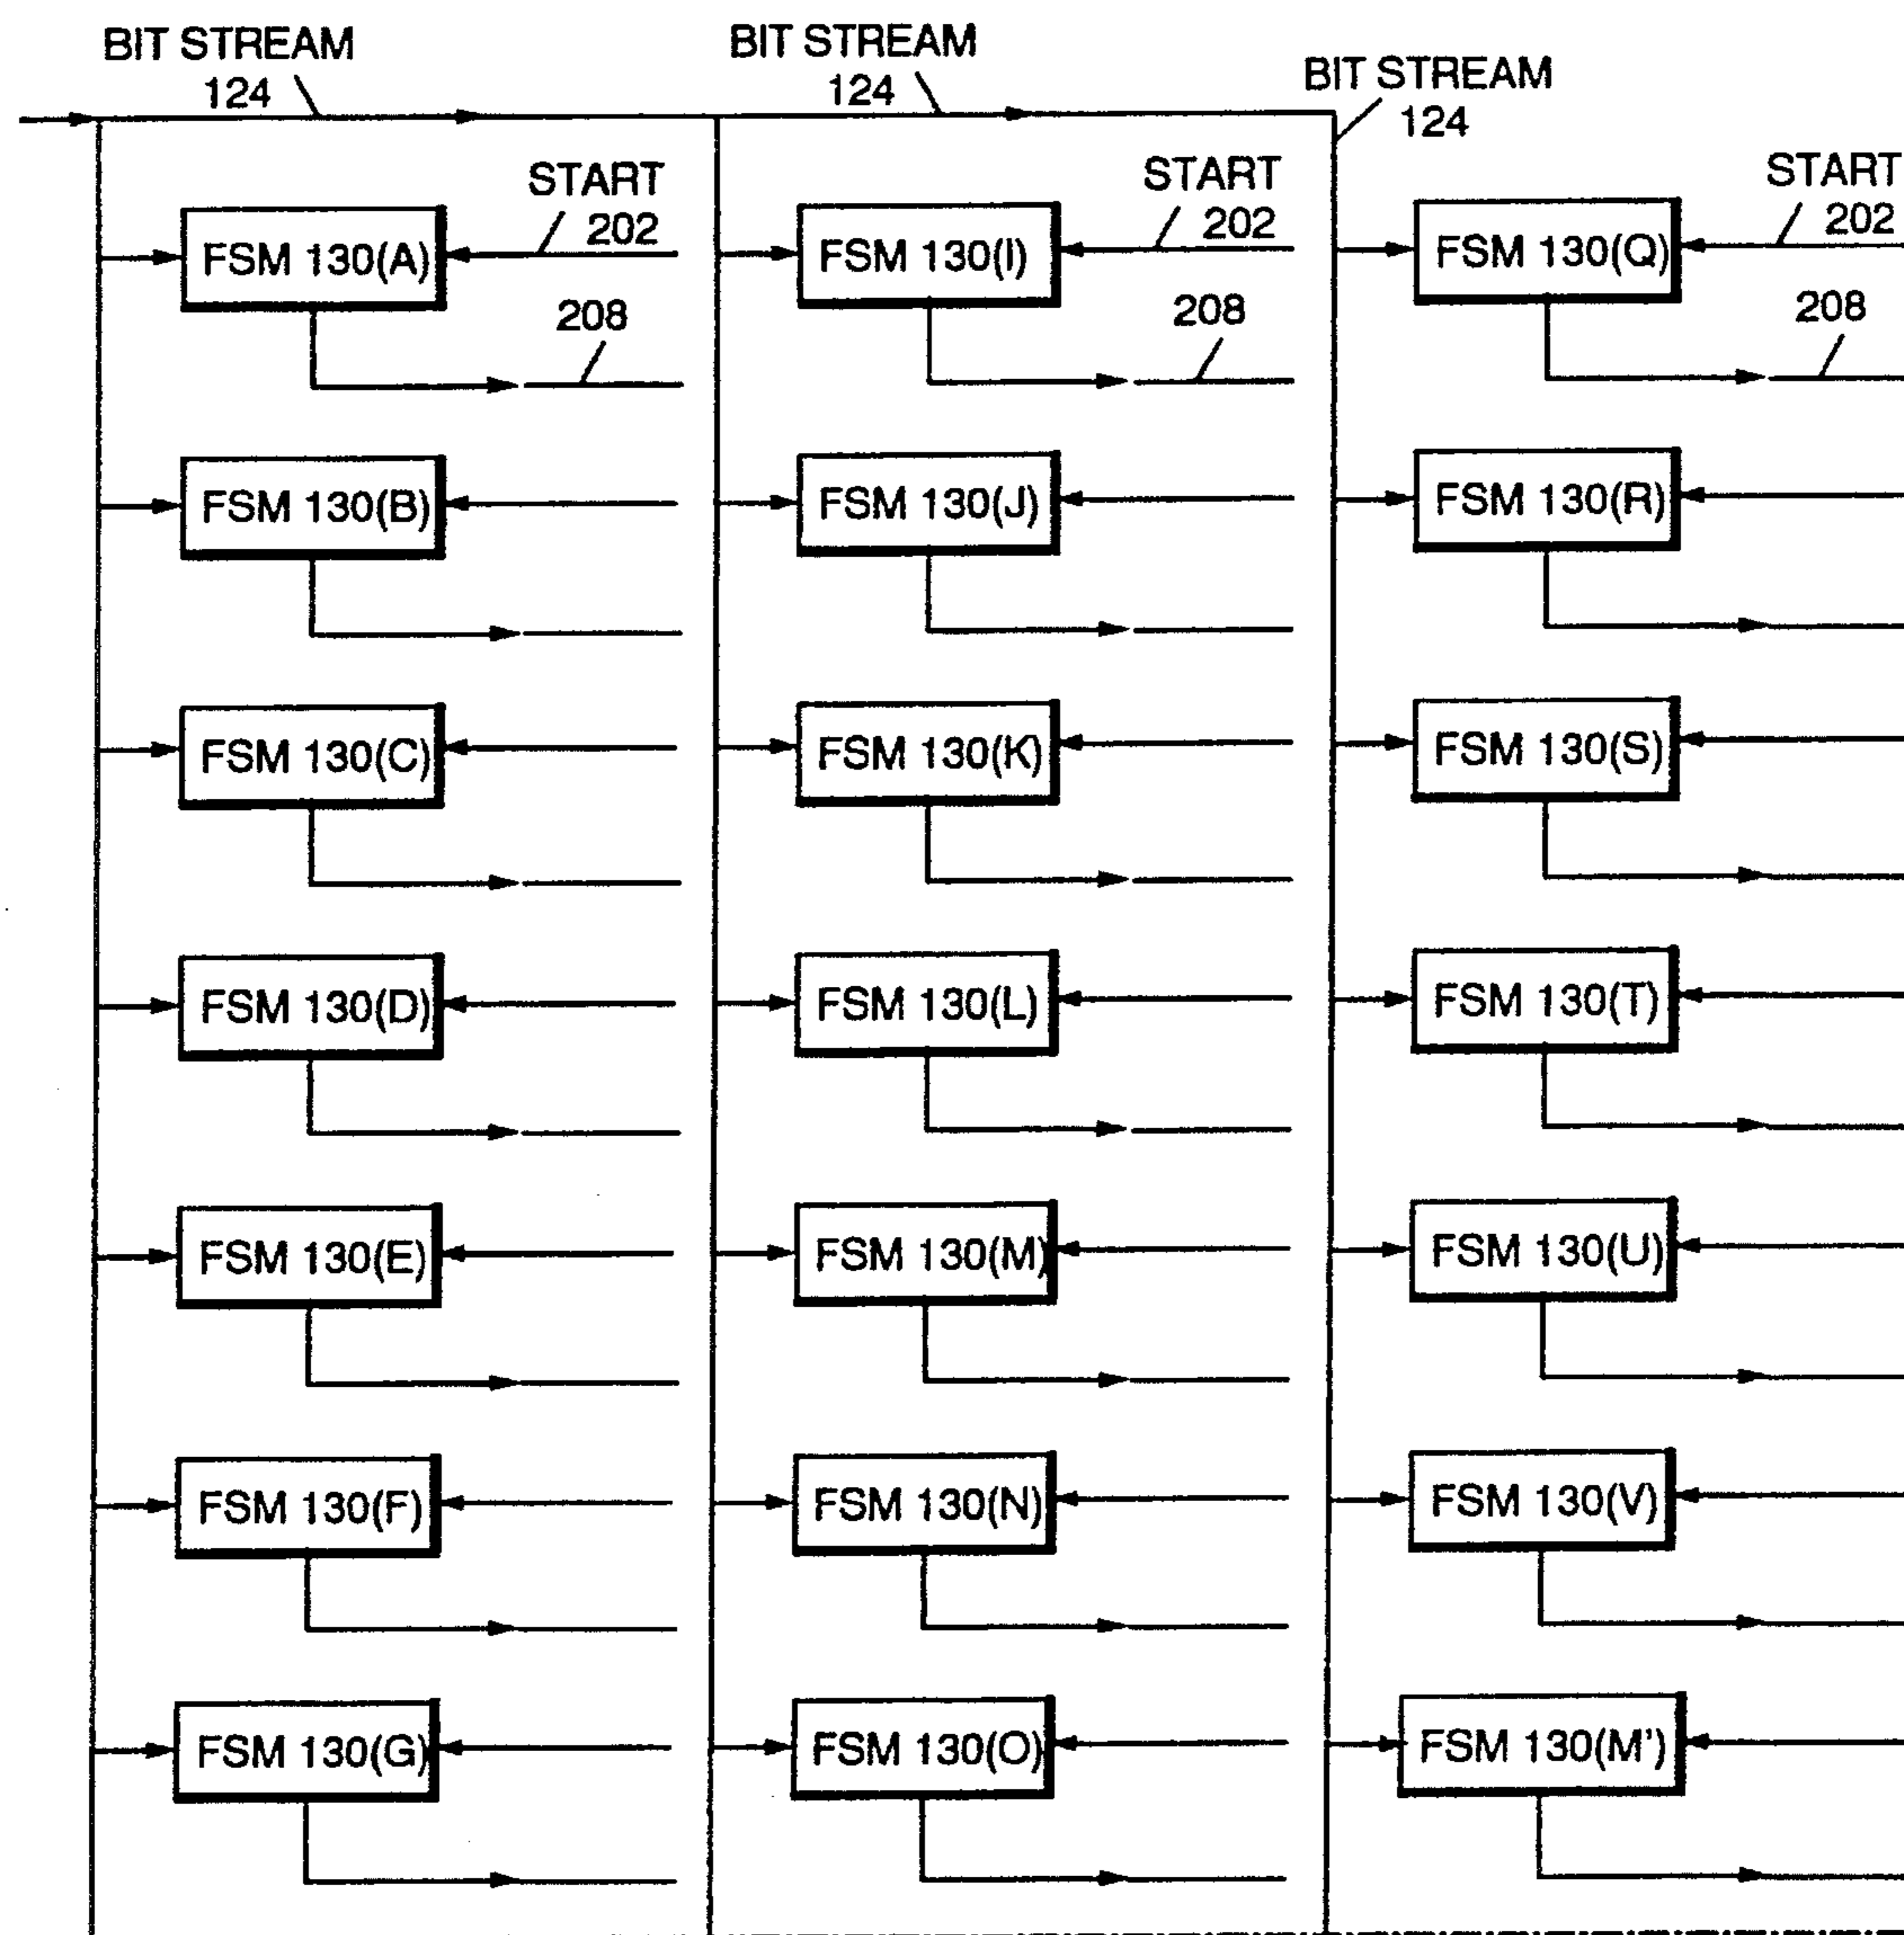 BIT STREAM
124
BIT STREAM
124
BIT STREAM
124
START
202
START
202
START
202
FSM 130(A)
FSM 130(I)
FSM 130(Q)
208
208
208
FSM 130(B)
FSM 130(J)
FSM 130(R)
FSM 130(C)
FSM 130(K)
FSM 130(S)
FSM 130(D)
FSM 130(L)
FSM 130(T)
FSM 130(E)
FSM 130(M)
FSM 130(U)
FSM 130(F)
FSM 130(N)
FSM 130(V)
FSM 130(G)
FSM 130(O)
FSM 130(M')